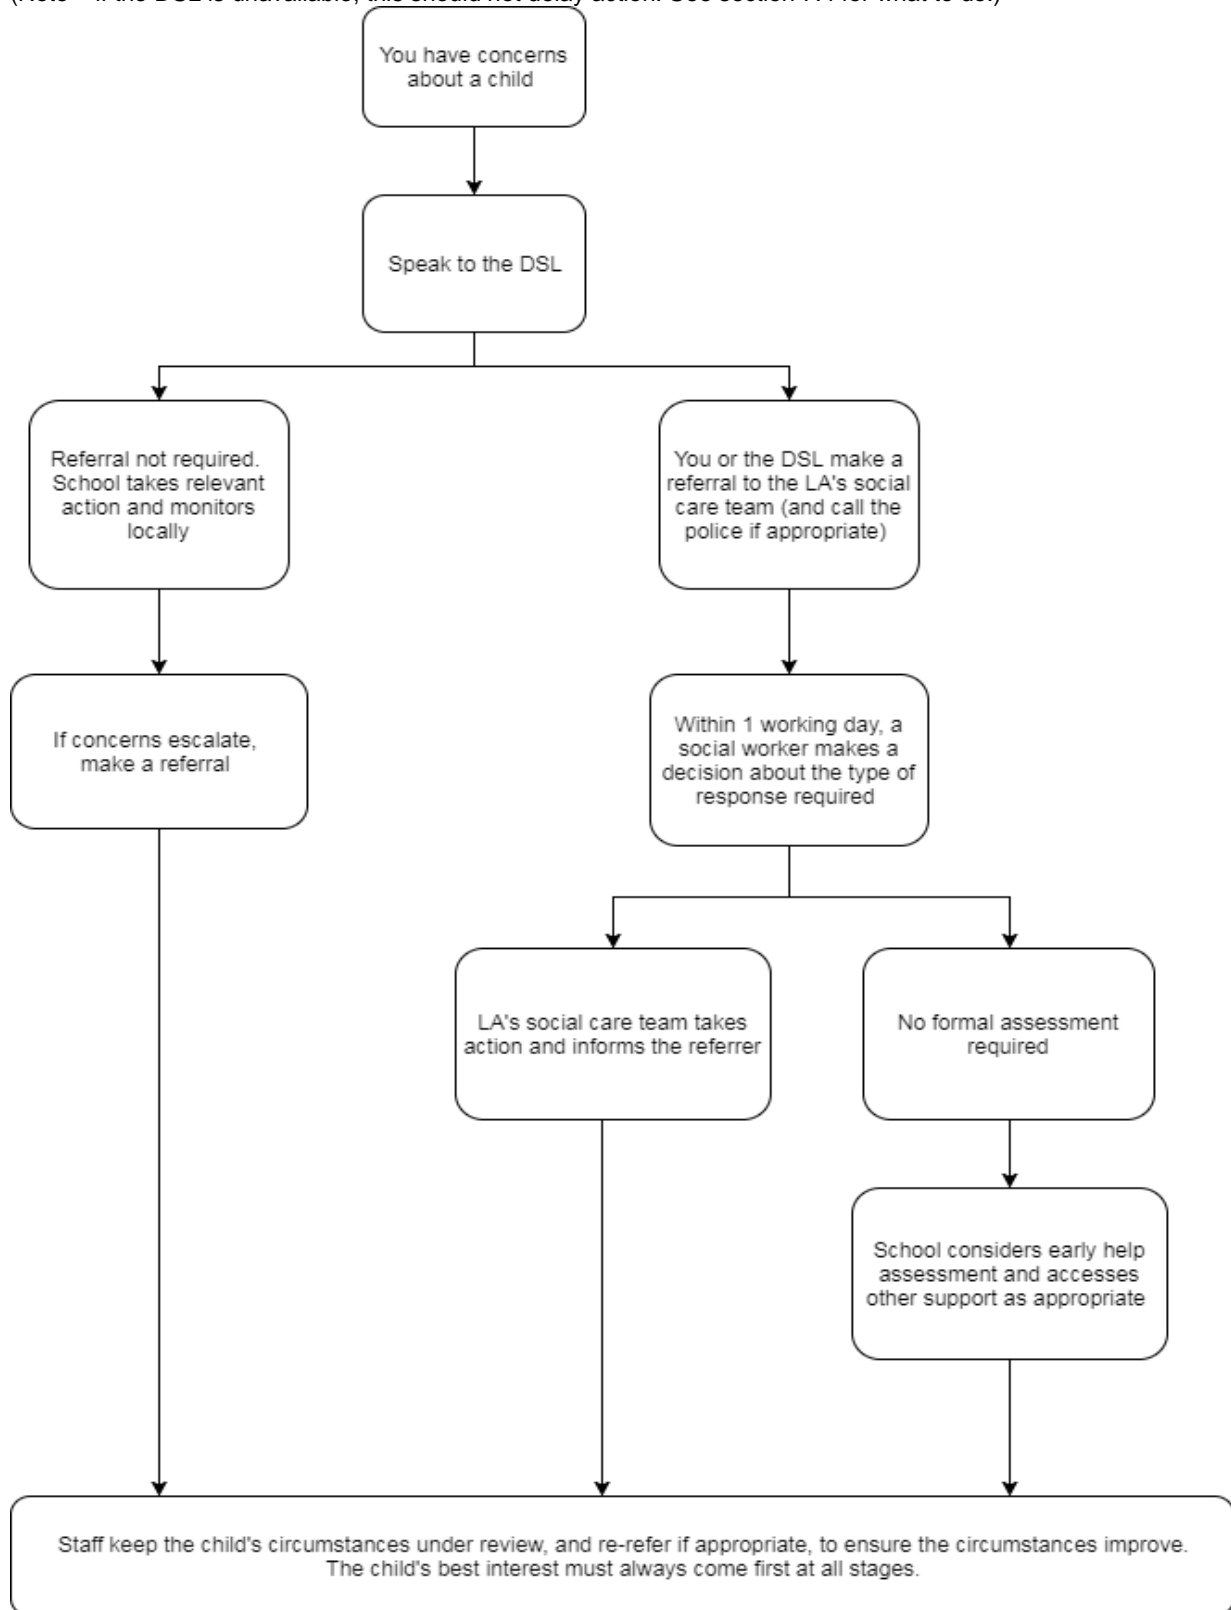 You have concerns
about a child
Speak to the DSL
Referral not required.
School takes relevant
action and monitors
locally
You or the DSL make a
referral to the LA's social
care team (and call the
police if appropriate)
If concerns escalate,
make a referral
Within 1 working day, a
social worker makes a
decision about the type of
response required
LA's social care team takes
action and informs the referrer
No formal assessment
required
School considers early help
assessment and accesses
other support as appropriate
Staff keep the child's circumstances under review, and re-refer if appropriate, to ensure the circumstances improve.
The child's best interest must always come first at all stages.